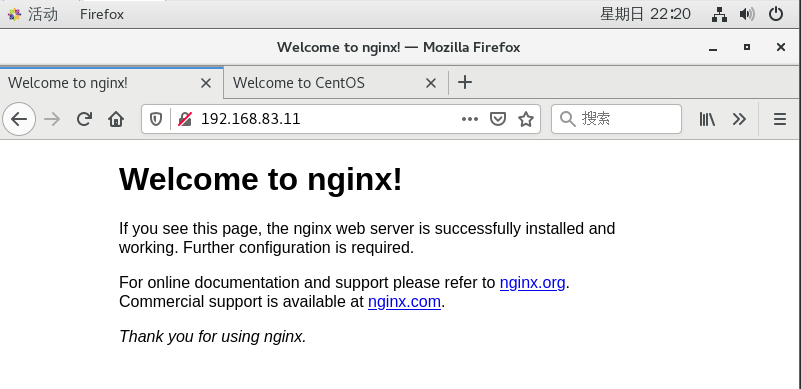 活动 Firefox 星期日 22:20
Welcome to nginx! — Mozilla Firefox
Welcome to nginx! Welcome to CentOS
192.168.83.11 搜索
Welcome to nginx!
If you see this page, the nginx web server is successfully installed and
working. Further configuration is required.
For online documentation and support please refer to nginx.org.
Commercial support is available at nginx.com.
Thank you for using nginx.